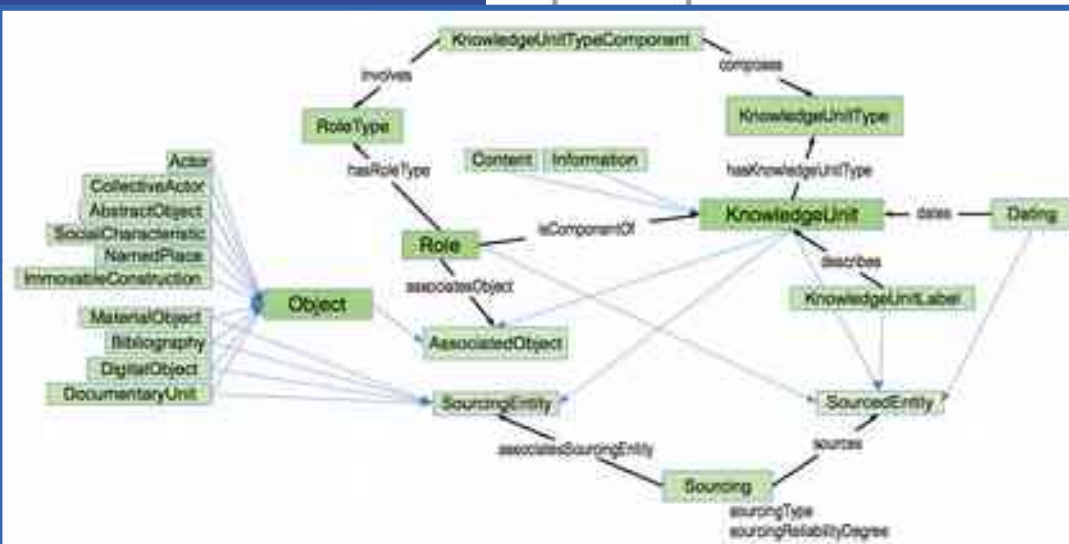 KnowledgeUnitTypeComponent
involves
composes
RoleType
KnowledgeUnitType
hasRoleType
Content
Information
hasKnowledgeUnitType
Actor
CollectiveActor
AbstractObject
SocialCharacteristic
NamedPlace
ImmovableConstruction
Role
isComponentOf
KnowledgeUnit
dates
Dating
describes
associatesObject
KnowledgeUnitLabel
Object
MaterialObject
Bibliography
DigitalObject
DocumentaryUnit
AssociatedObject
SourcingEntity
SourcedEntity
associatesSourcingEntity
sources
Sourcing
sourcingType
sourcingReliabilityDegree